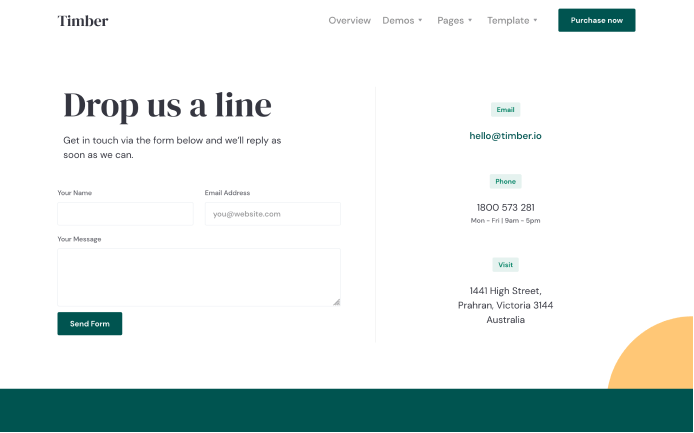 Timber
Overview
Demos
Pages
Template
Purchase now
Drop us a line
Get in touch via the form below and we'll reply as
soon as we can.
Your Name
Email Address
you@website.com
Your Message
Send Form
Email
hello@timber.io
Phone
1800 573 281
Mon - Fri | 9am - 5pm
Visit
1441 High Street,
Prahran, Victoria 3144
Australia